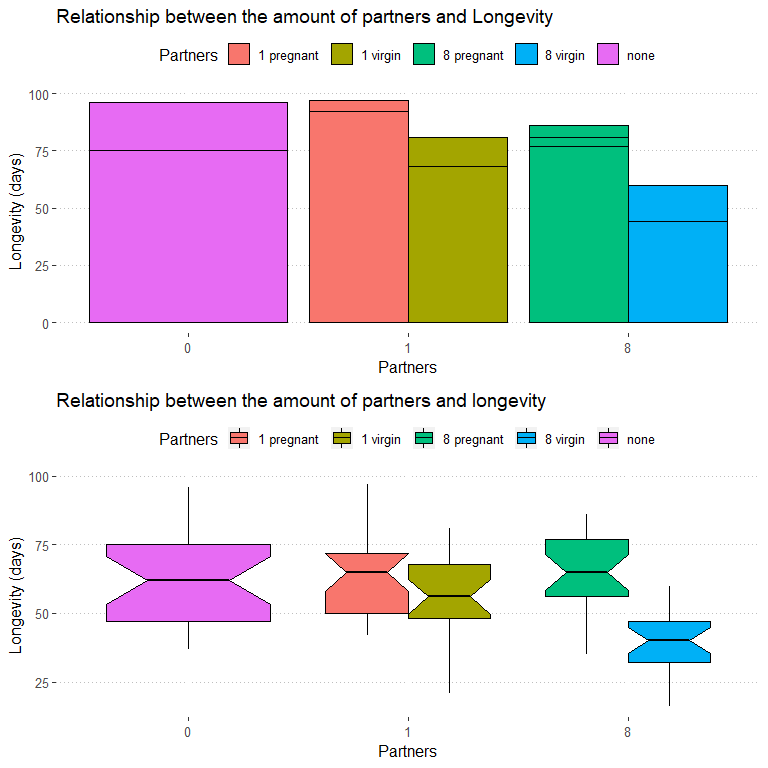 Relationship between the amount of partners and Longevity
Partners 1 pregnant 1 virgin 8 pregnant 8 virgin none
100
75
50
25
0
Longevity (days)
0 1 8
Partners
Relationship between the amount of partners and longevity
Partners 1 pregnant 1 virgin 8 pregnant 8 virgin none
100
75
50
25
Longevity (days)
0 1 8
Partners